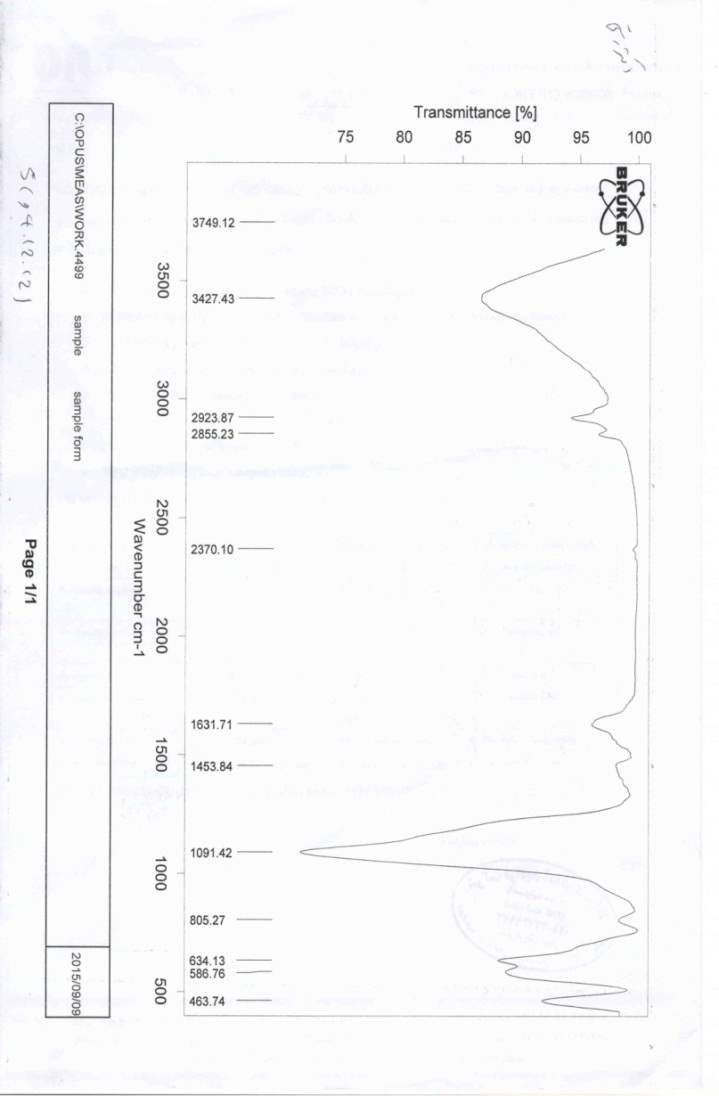 BRUKER
Transmittance [%]
75 80 85 90 95 100
3749.12
3427.43
2923.87
2855.23
2370.10
1631.71
1453.84
1091.42
805.27
634.13
586.76
463.74
3500 3000 2500 2000 1500 1000 500
Wavenumber cm-1
C:\OPUS\MEAS\WORK.4499 sample sample form 2015/09/09
Page 1/1